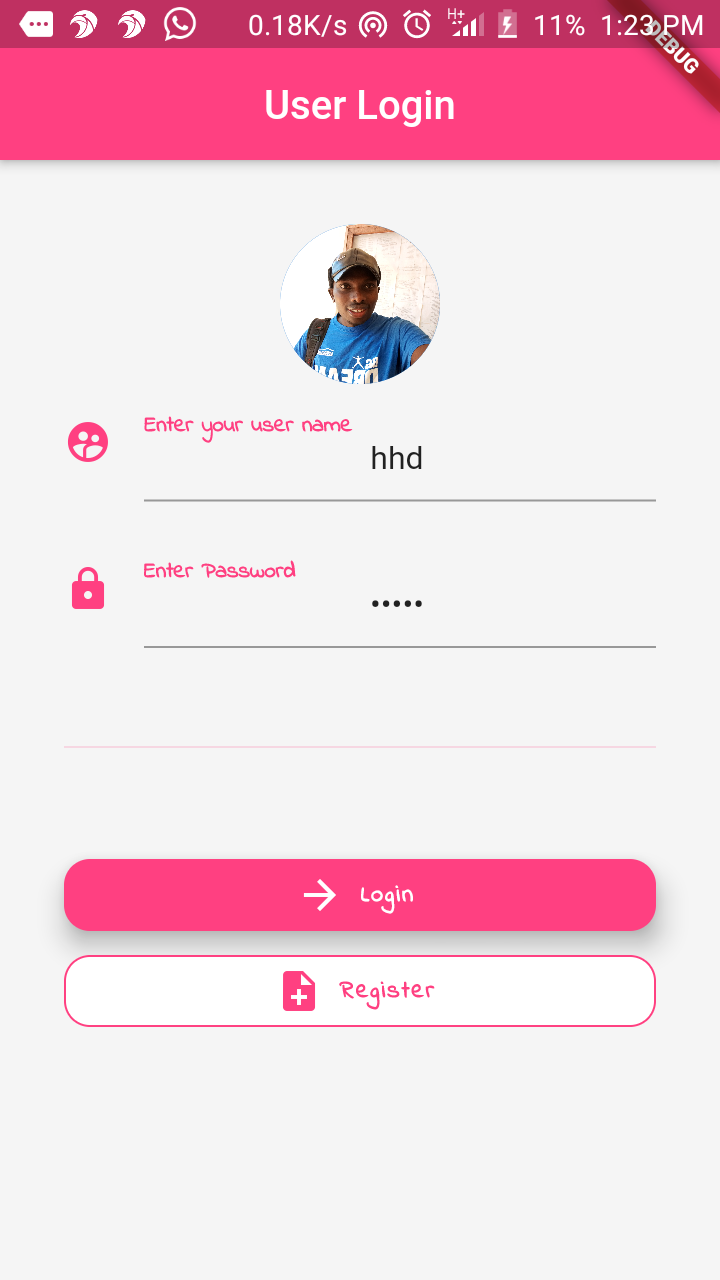 0.18K/s H+ 11% 1:23 PM
DEBUG
User Login
Enter your user name
hhd
Enter Password
•••••
Login
Register